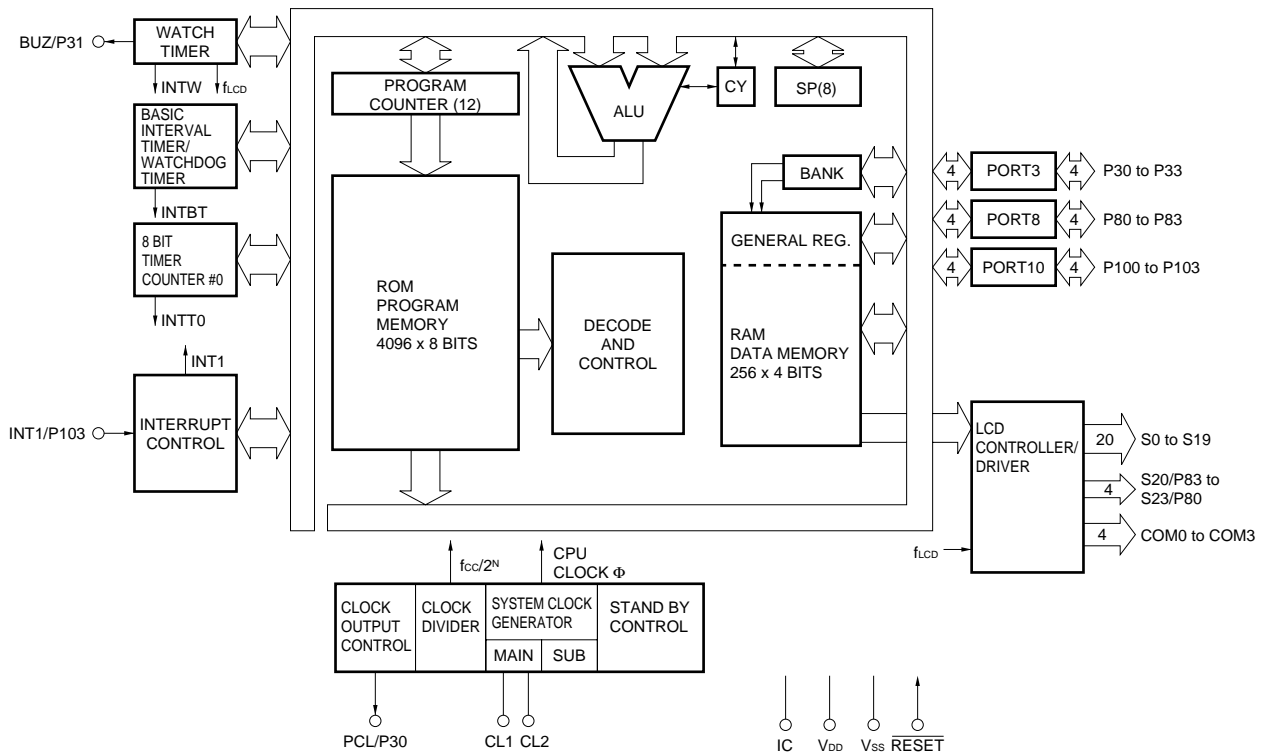 BUZ/P31
WATCH
TIMER
INTW
fLCD
BASIC
INTERVAL
TIMER/
WATCHDOG
TIMER
INTBT
8 BIT
TIMER
COUNTER #0
INTT0
INT1
INT1/P103
INTERRUPT
CONTROL
PROGRAM
COUNTER (12)
ALU
CY
SP(8)
ROM
PROGRAM
MEMORY
4096 x 8 BITS
DECODE
AND
CONTROL
BANK
GENERAL REG.
RAM
DATA MEMORY
256 x 4 BITS
4
PORT3
4
P30 to P33
4
PORT8
4
P80 to P83
4
PORT10
4
P100 to P103
LCD
CONTROLLER/
DRIVER
20
S0 to S19
4
S20/P83 to
S23/P80
4
COM0 to COM3
fLCD
fCC/2N
CPU
CLOCK Φ
CLOCK
OUTPUT
CONTROL
CLOCK
DIVIDER
SYSTEM CLOCK
GENERATOR
MAIN
SUB
STAND BY
CONTROL
PCL/P30
CL1
CL2
IC
VDD
VSS
RESET